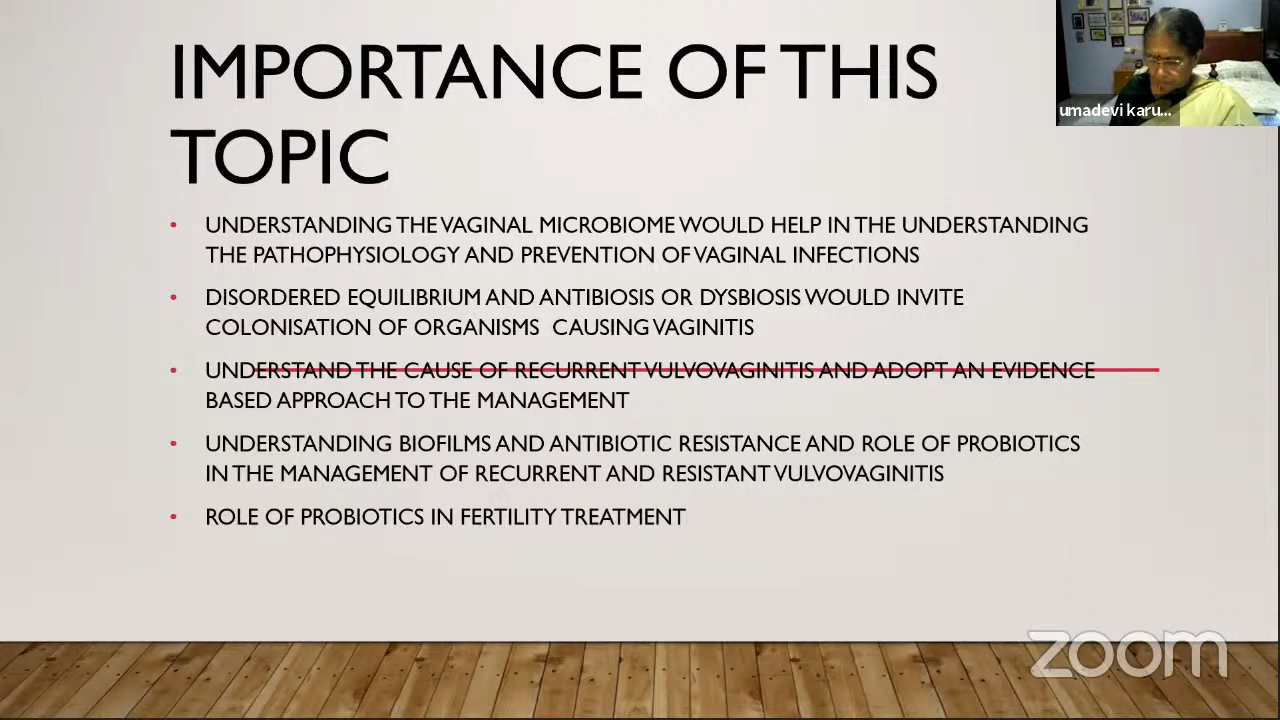 IMPORTANCE OF THIS
TOPIC
umadevi karu...
• UNDERSTANDING THE VAGINAL MICROBIOME WOULD HELP IN THE UNDERSTANDING
THE PATHOPHYSIOLOGY AND PREVENTION OF VAGINAL INFECTIONS
• DISORDERED EQUILIBRIUM AND ANTIBIOSIS OR DYSBIOSIS WOULD INVITE
COLONISATION OF ORGANISMS CAUSING VAGINITIS
• UNDERSTAND THE CAUSE OF RECURRENT VULVOVAGINITIS AND ADOPT AN EVIDENCE
BASED APPROACH TO THE MANAGEMENT
• UNDERSTANDING BIOFILMS AND ANTIBIOTIC RESISTANCE AND ROLE OF PROBIOTICS
IN THE MANAGEMENT OF RECURRENT AND RESISTANT VULVOVAGINITIS
• ROLE OF PROBIOTICS IN FERTILITY TREATMENT
zoom